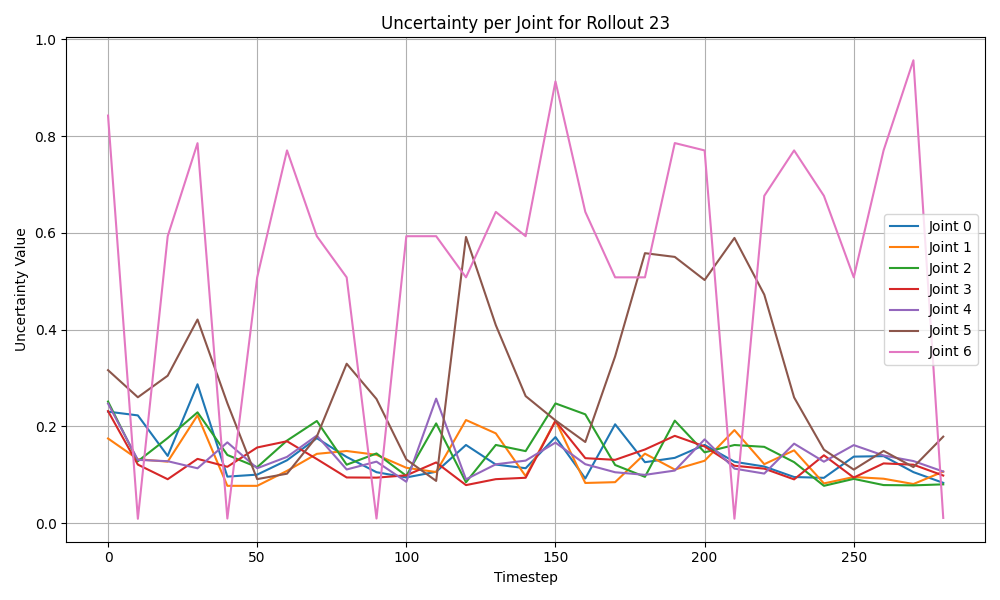 Uncertainty per Joint for Rollout 23
1.0
0.8
0.6
0.4
0.2
0.0
Uncertainty Value
Joint 0
Joint 1
Joint 2
Joint 3
Joint 4
Joint 5
Joint 6
0 50 100 150 200 250
Timestep